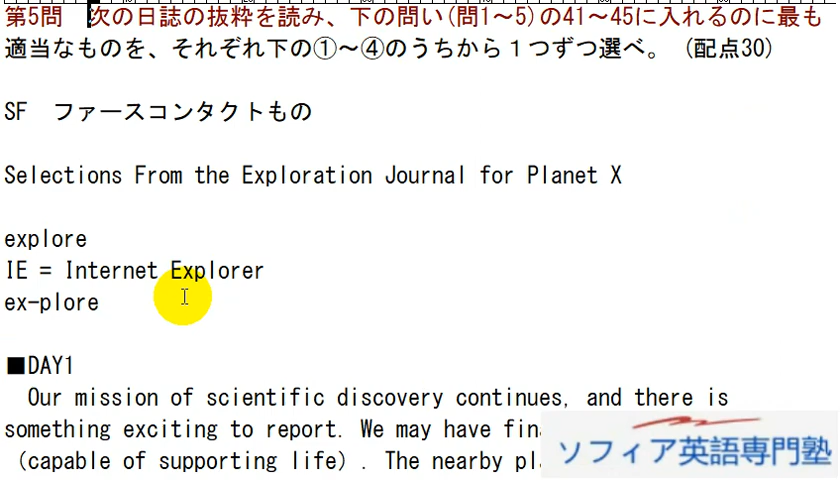 第5問　次の日誌の抜粋を読み、下の問い(問1～5)の41～45に入れるのに最も
適当なものを、それぞれ下の①～④のうちから１つずつ選べ。 (配点30)
SF　ファースコンタクトもの
Selections From the Exploration Journal for Planet X
explore
IE = Internet Explorer
ex-plore
■DAY1
Our mission of scientific discovery continues, and there is
something exciting to report. We may have
(capable of supporting life) . The nearby
ソフィア英語専門塾